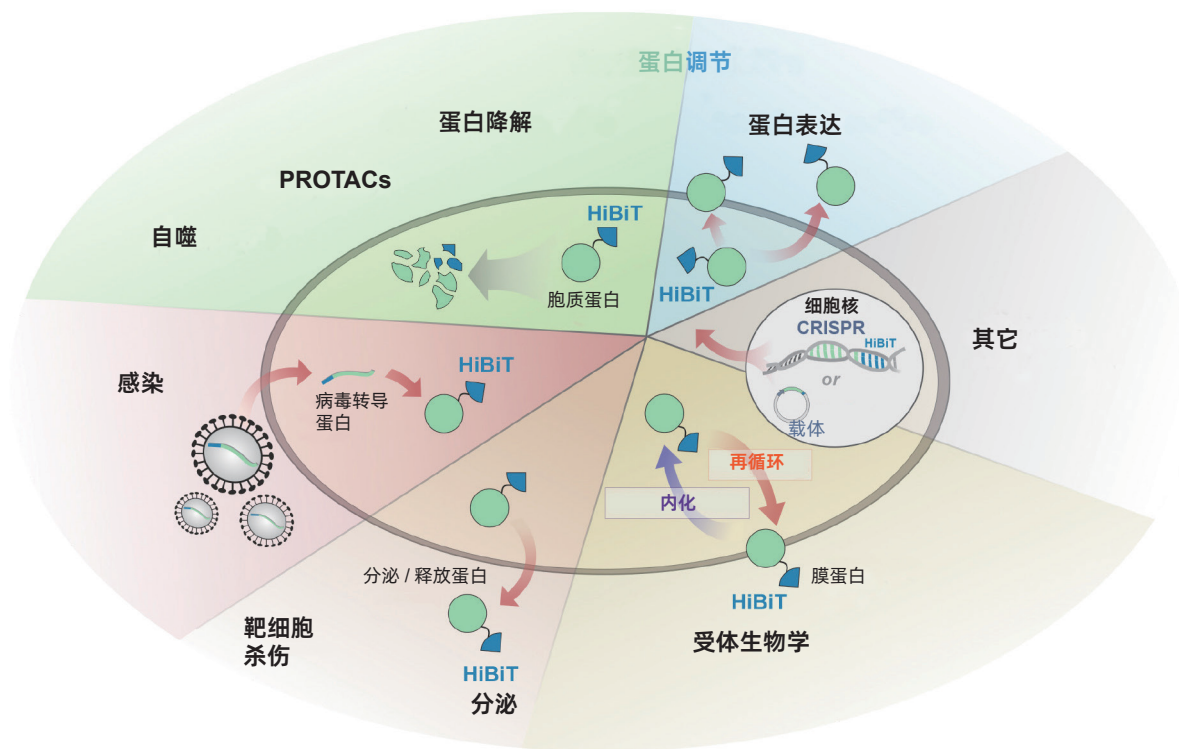 蛋白调节
蛋白降解
蛋白表达
PROTACs
自噬
HiBiT
胞质蛋白
HiBiT
细胞核
CRISPR
HiBiT
or
载体
其它
感染
病毒转导
蛋白
HiBiT
再循环
内化
分泌 / 释放蛋白
膜蛋白
HiBiT
受体生物学
靶细胞
杀伤
HiBiT
分泌